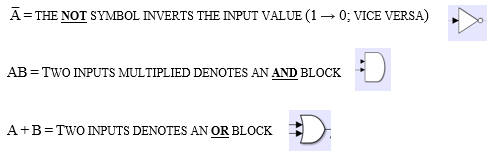 A̅ = THE NOT SYMBOL INVERTS THE INPUT VALUE (1 → 0; VICE VERSA)
AB = TWO INPUTS MULTIPLIED DENOTES AN AND BLOCK
A + B = TWO INPUTS DENOTES AN OR BLOCK